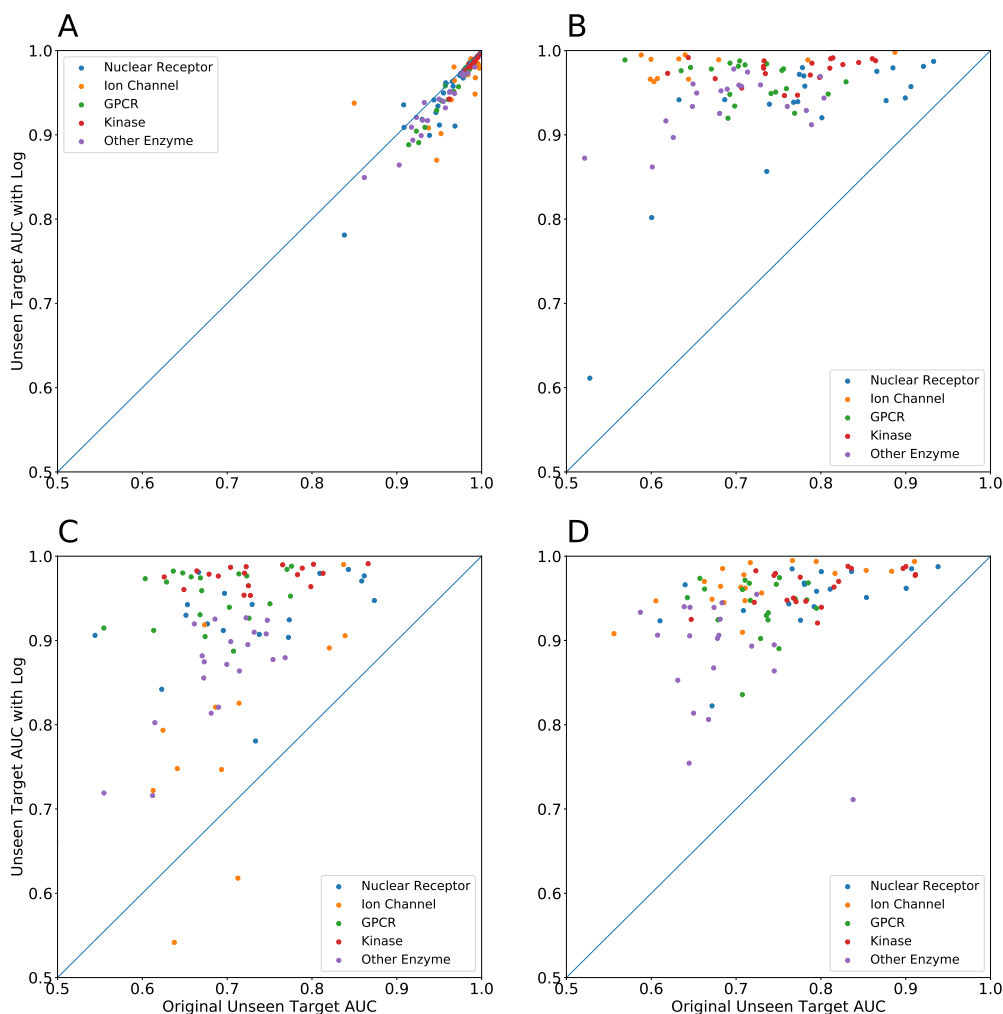 A
B
1.0
0.9
0.8
0.7
0.6
0.5
Unseen Target AUC with Log
Nuclear Receptor
Ion Channel
GPCR
Kinase
Other Enzyme
0.5 0.6 0.7 0.8 0.9 1.0
1.0
0.9
0.8
0.7
0.6
0.5
Nuclear Receptor
Ion Channel
GPCR
Kinase
Other Enzyme
0.5 0.6 0.7 0.8 0.9 1.0
C
D
1.0
0.9
0.8
0.7
0.6
0.5
Unseen Target AUC with Log
Nuclear Receptor
Ion Channel
GPCR
Kinase
Other Enzyme
0.5 0.6 0.7 0.8 0.9 1.0
Original Unseen Target AUC
1.0
0.9
0.8
0.7
0.6
0.5
Nuclear Receptor
Ion Channel
GPCR
Kinase
Other Enzyme
0.5 0.6 0.7 0.8 0.9 1.0
Original Unseen Target AUC